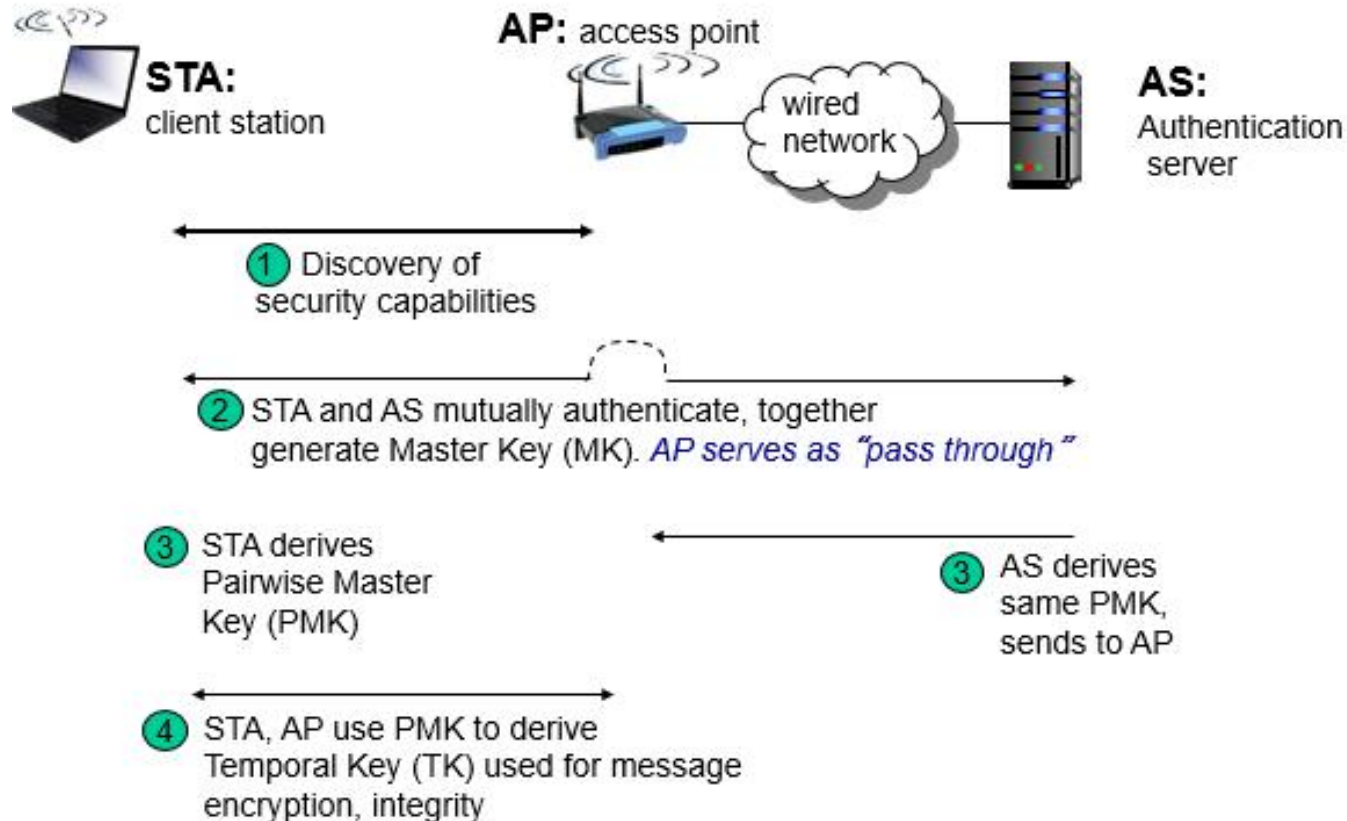 AP: access point
STA:
client station
wired
network
AS:
Authentication
server
1 Discovery of
security capabilities
2 STA and AS mutually authenticate, together
generate Master Key (MK). AP serves as “pass through”
3 STA derives
Pairwise Master
Key (PMK)
3 AS derives
same PMK,
sends to AP
4 STA, AP use PMK to derive
Temporal Key (TK) used for message
encryption, integrity